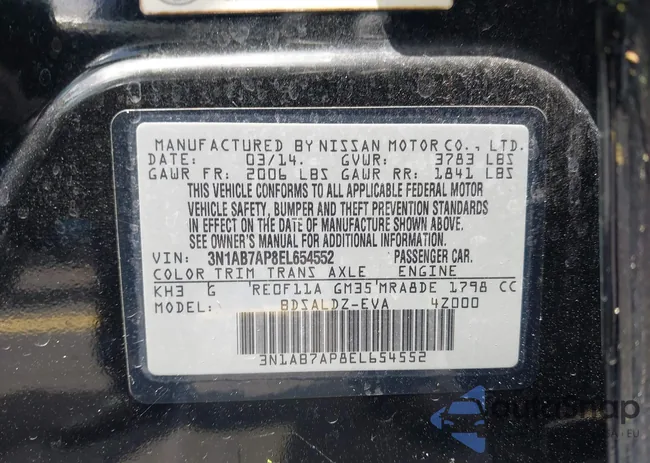 MANUFACTURED BY NISSAN MOTOR CO., LTD.
DATE: 03/14. GVWR: 3783 LBS
GAWR FR: 2006 LBS GAWR RR: 1841 LBS
THIS VEHICLE CONFORMS TO ALL APPLICABLE FEDERAL MOTOR
VEHICLE SAFETY, BUMPER AND THEFT PREVENTION STANDARDS
IN EFFECT ON THE DATE OF MANUFACTURE SHOWN ABOVE.
SEE OWNER'S MANUAL FOR ADDITIONAL INFORMATION.
VIN: 3N1AB7AP8EL654552 PASSENGER CAR.
COLOR TRIM TRANS AXLE ENGINE
KH3 G RE0F11A GM35 MRA8DE 1798 CC
MODEL: BDSALDZ-EVA 42000
3N1AB7AP8EL654552
autoSnap